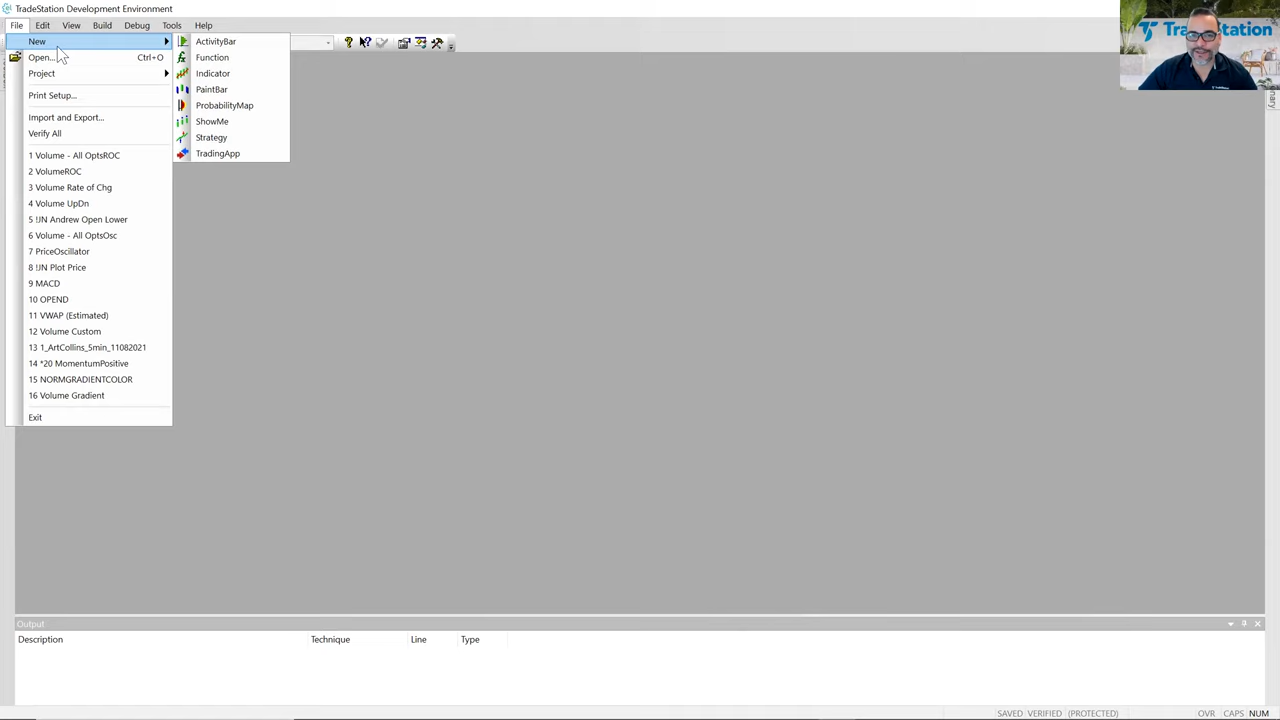 TradeStation Development Environment
File Edit View Build Debug Tools Help
New
Open... Ctrl+O
Project
Print Setup...
Import and Export...
Verify All
1 Volume - All OptsROC
2 VolumeROC
3 Volume Rate of Chg
4 Volume UpDn
5 !JN Andrew Open Lower
6 Volume - All OptsOsc
7 PriceOscillator
8 !JN Plot Price
9 MACD
10 OPEND
11 VWAP (Estimated)
12 Volume Custom
13 1_ArtCollins_5min_11082021
14 *20 MomentumPositive
15 NORMGRADIENTCOLOR
16 Volume Gradient
Exit
ActivityBar
Function
Indicator
PaintBar
ProbabilityMap
ShowMe
Strategy
TradingApp
Output
Description Technique Line Type
SAVED VERIFIED (PROTECTED) OVR CAPS NUM